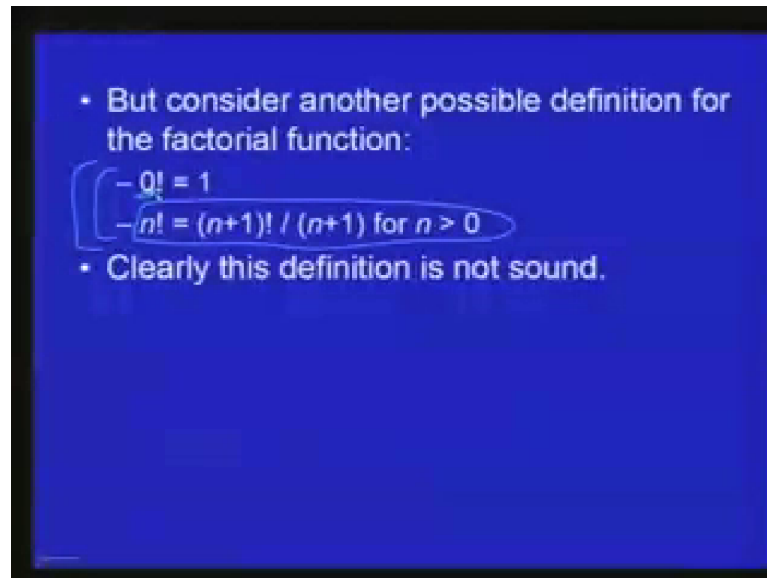 • But consider another possible definition for
the factorial function:
– 0! = 1
– n! = (n+1)! / (n+1) for n > 0
• Clearly this definition is not sound.